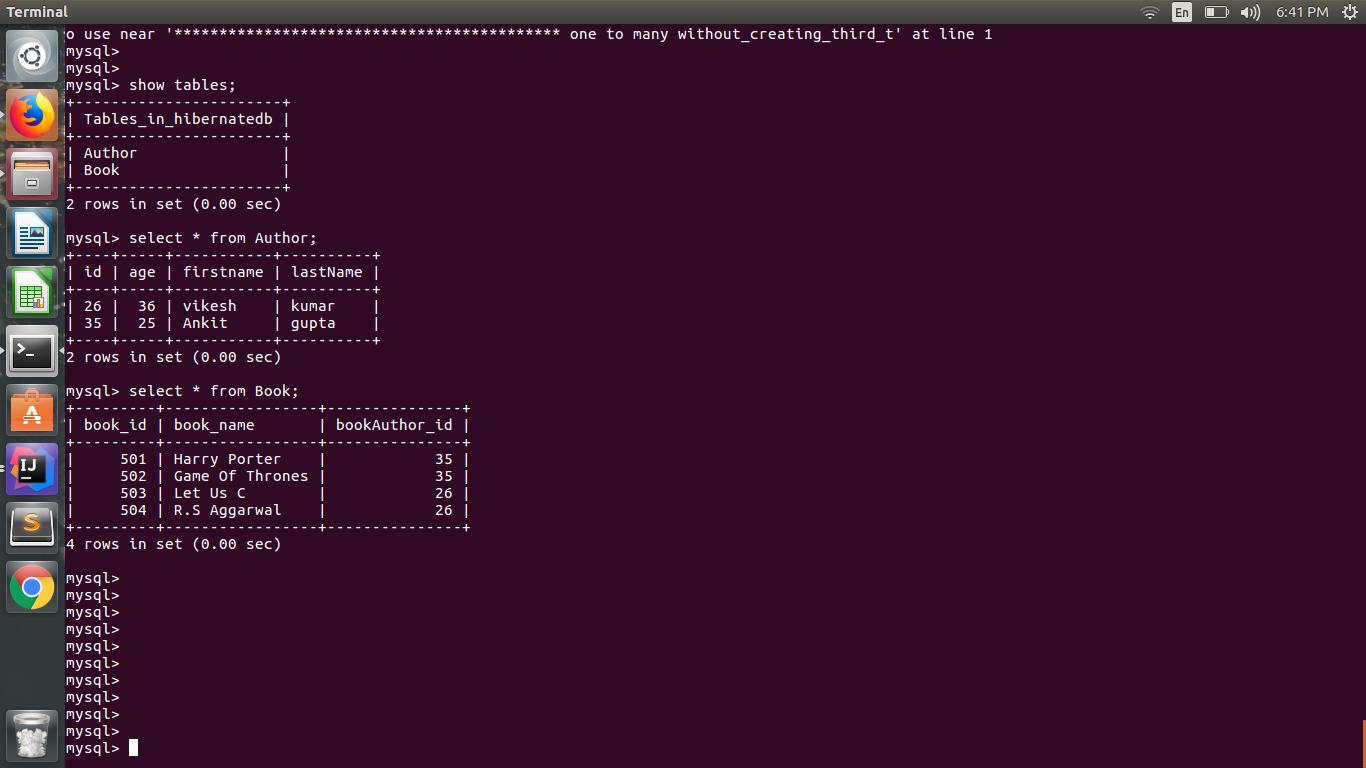 Terminal
En
6:41 PM
o use near '******************************************* one to many without_creating_third_t' at line 1
mysql>
mysql>
mysql> show tables;
+-----------------------+
| Tables_in_hibernatedb |
+-----------------------+
| Author                |
| Book                  |
+-----------------------+
2 rows in set (0.00 sec)
mysql> select * from Author;
+----+-----+-----------+----------+
| id | age | firstname | lastName |
+----+-----+-----------+----------+
| 26 |  36 | vikesh    | kumar    |
| 35 |  25 | Ankit     | gupta    |
+----+-----+-----------+----------+
2 rows in set (0.00 sec)
mysql> select * from Book;
+---------+-----------------+---------------+
| book_id | book_name       | bookAuthor_id |
+---------+-----------------+---------------+
|     501 | Harry Porter    |            35 |
|     502 | Game Of Thrones |            35 |
|     503 | Let Us C        |            26 |
|     504 | R.S Aggarwal    |            26 |
+---------+-----------------+---------------+
4 rows in set (0.00 sec)
mysql>
mysql>
mysql>
mysql>
mysql>
mysql>
mysql>
mysql>
mysql>
mysql>
mysql>